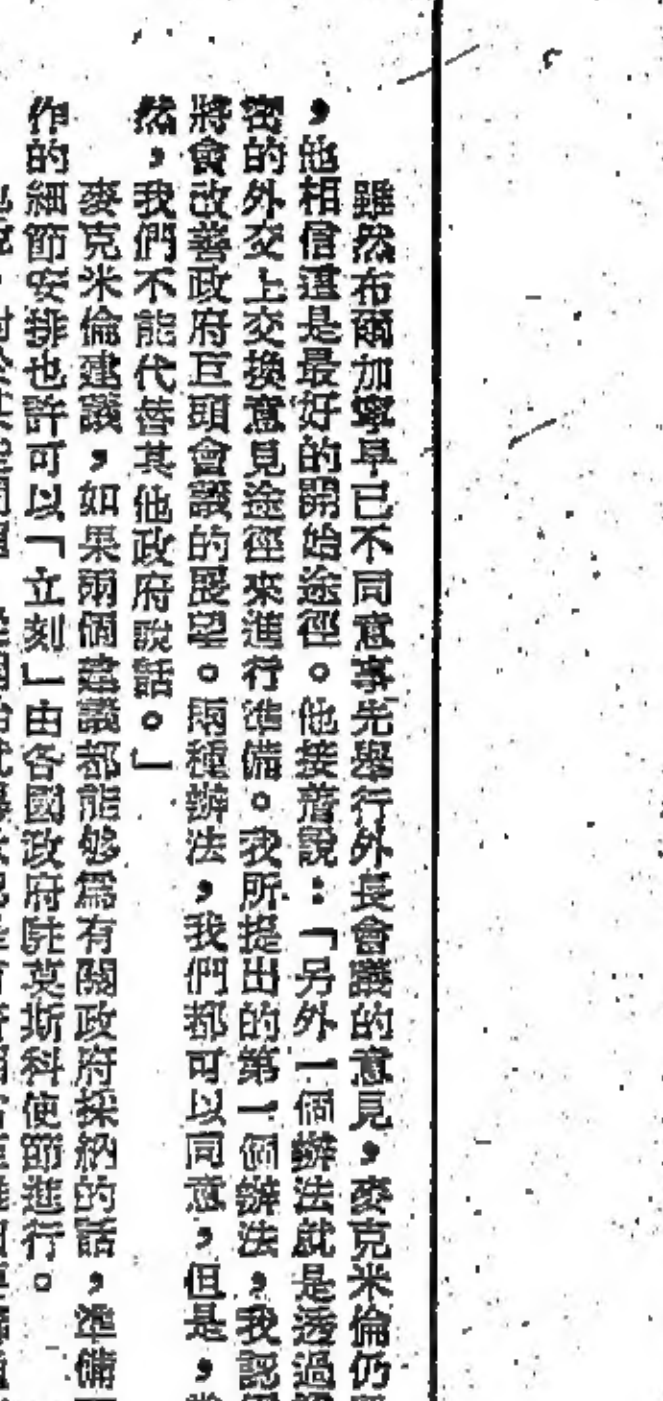 雖然布爾加寧早已不同意事先舉行外長會議的意見，麥克米倫仍
，他相信這是最好的開始途徑。他接着說：「另外一個辦法就是透過
密的外交上交換意見途徑來進行準備。我所提出的第一個辦法，我認
將會改善政府巨頭會議的展望。兩種辦法，我們都可以同意，但是，
然，我們不能代替其他政府說話。」
麥克米倫建議，如果兩個建議都能够爲有關政府採納的話，準備
作的細節安排也許可以「立刻」由各國政府駐莫斯科使節進行。